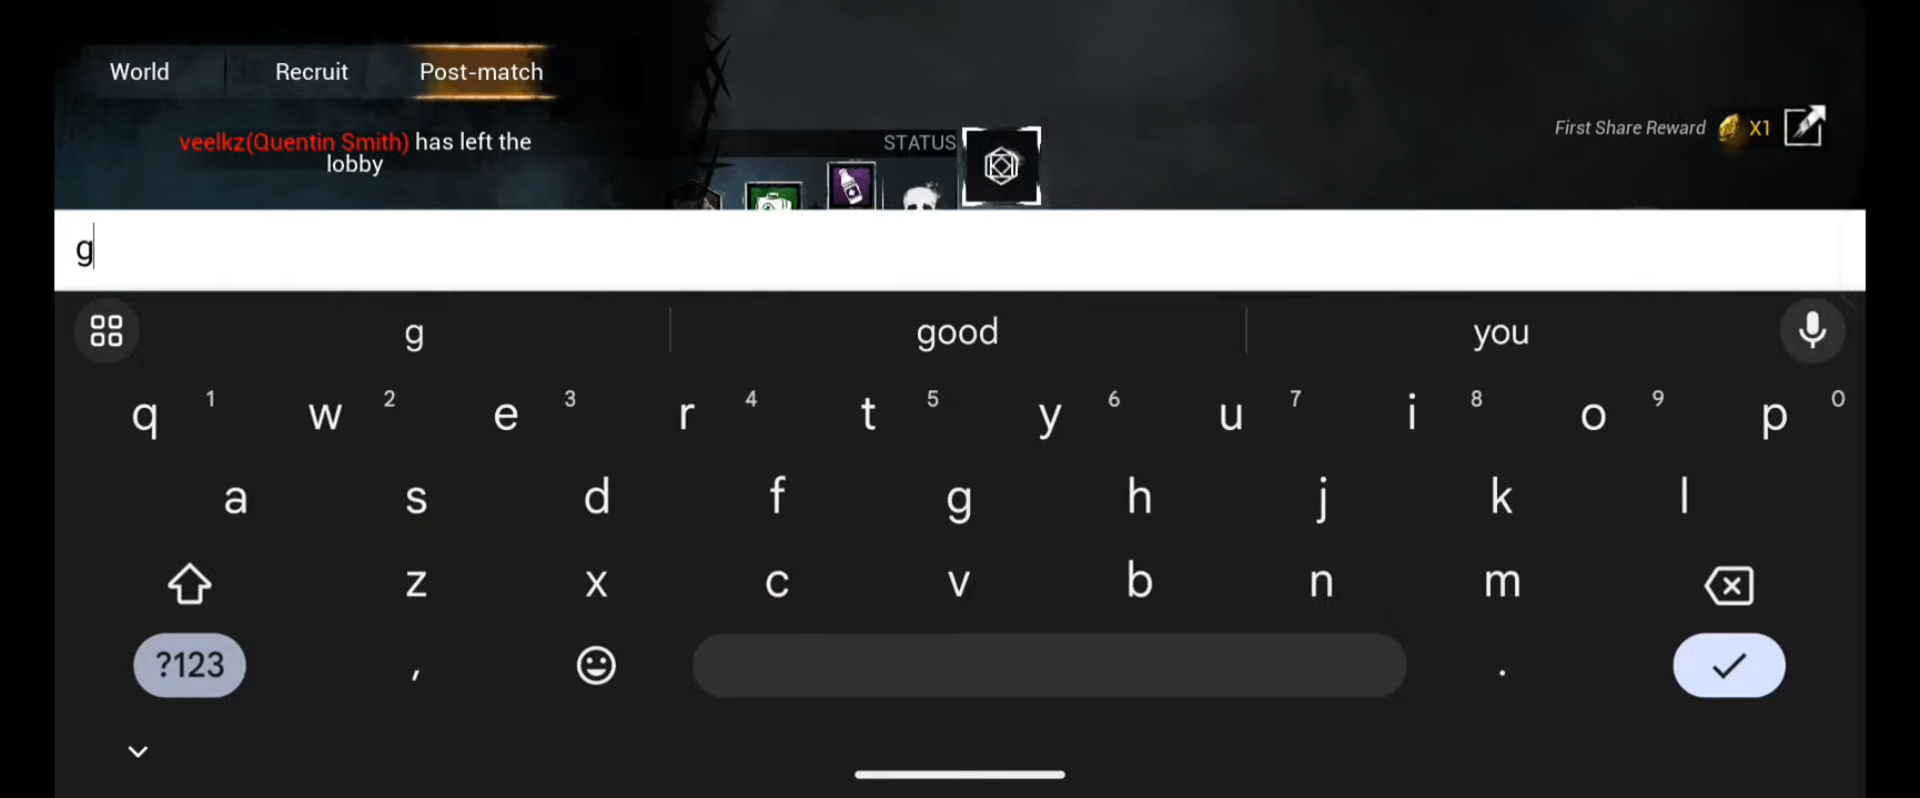 World Recruit Post-match
veelkz(Quentin Smith) has left the
lobby
STATUS
First Share Reward X1
g
g good you
q 1 w 2 e 3 r 4 t 5 y 6 u 7 i 8 o 9 p 0
a s d f g h j k l
z x c v b n m
?123 , .